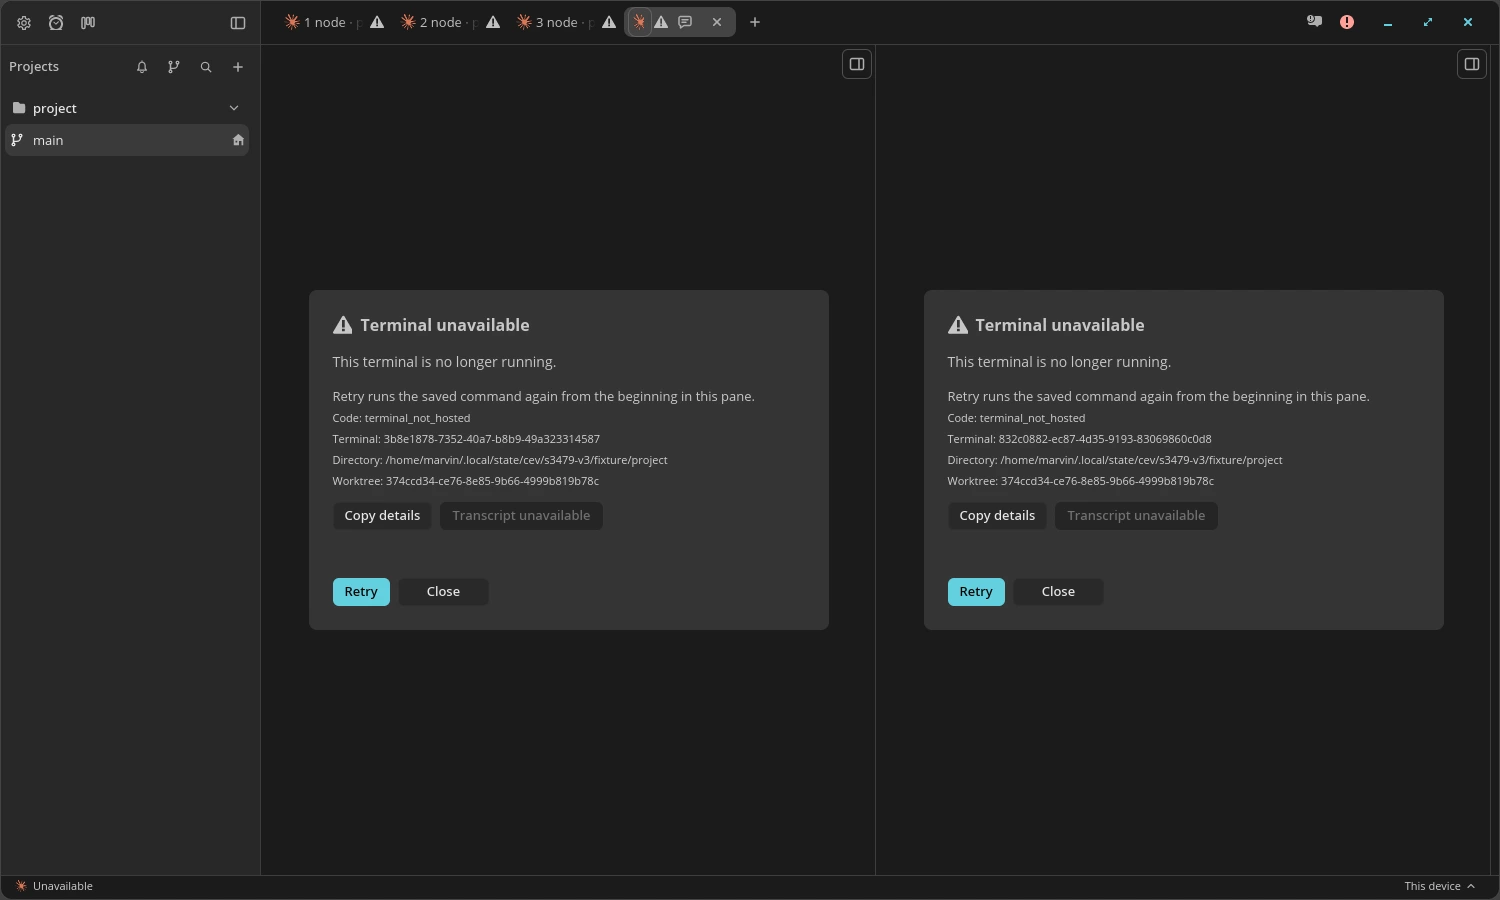 1 node ·
2 node ·
3 node ·
Projects
project
main
Terminal unavailable
This terminal is no longer running.
Retry runs the saved command again from the beginning in this pane.
Code: terminal_not_hosted
Terminal: 3b8e1878-7352-40a7-b8b9-49a323314587
Directory: /home/marvin/.local/state/cev/s3479-v3/fixture/project
Worktree: 374ccd34-ce76-8e85-9b66-4999b819b78c
Copy details
Transcript unavailable
Retry
Close
Terminal unavailable
This terminal is no longer running.
Retry runs the saved command again from the beginning in this pane.
Code: terminal_not_hosted
Terminal: 832c0882-ec87-4d35-9193-83069860c0d8
Directory: /home/marvin/.local/state/cev/s3479-v3/fixture/project
Worktree: 374ccd34-ce76-8e85-9b66-4999b819b78c
Copy details
Transcript unavailable
Retry
Close
Unavailable
This device